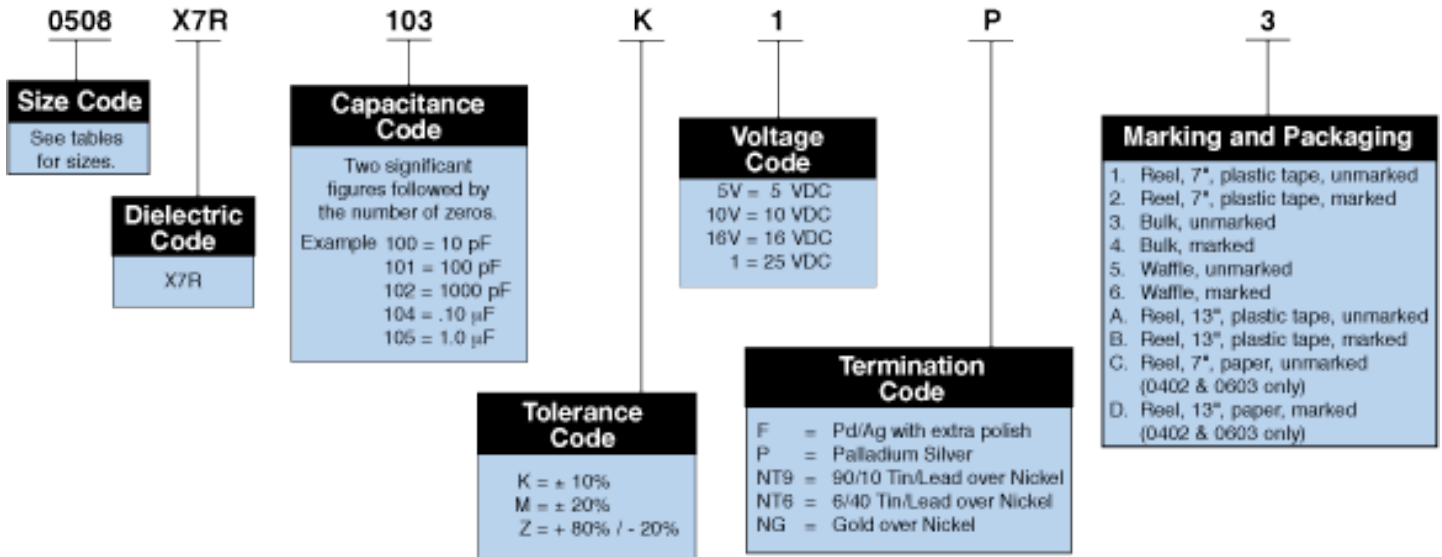 0508 X7R 103 K 1 P 3
Size Code
See tables
for sizes.
Dielectric
Code
X7R
Capacitance
Code
Two significant
figures followed by
the number of zeros.
Example 100 = 10 pF
101 = 100 pF
102 = 1000 pF
104 = .10 µF
105 = 1.0 µF
Tolerance
Code
K = ± 10%
M = ± 20%
Z = + 80% / - 20%
Voltage
Code
5V = 5 VDC
10V = 10 VDC
16V = 16 VDC
1 = 25 VDC
Termination
Code
F = Pd/Ag with extra polish
P = Palladium Silver
NT9 = 90/10 Tin/Lead over Nickel
NT6 = 6/40 Tin/Lead over Nickel
NG = Gold over Nickel
Marking and Packaging
1. Reel, 7", plastic tape, unmarked
2. Reel, 7", plastic tape, marked
3. Bulk, unmarked
4. Bulk, marked
5. Waffle, unmarked
6. Waffle, marked
A. Reel, 13", plastic tape, unmarked
B. Reel, 13", plastic tape, marked
C. Reel, 7", paper, unmarked
(0402 & 0603 only)
D. Reel, 13", paper, marked
(0402 & 0603 only)